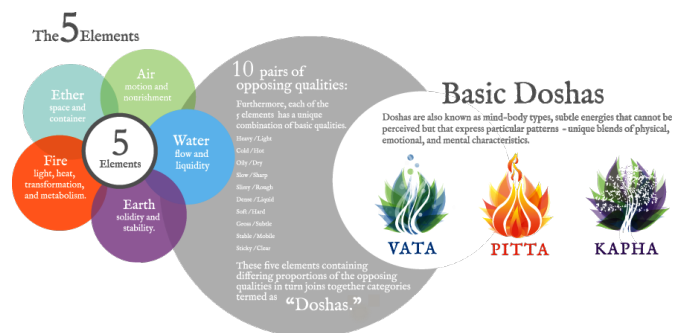 The 5 Elements
Ether
space and
container
Air
motion and
nourishment
Water
flow and
liquidity
Earth
solidity and
stability.
Fire
light, heat,
transformation,
and metabolism.
5
Elements
10 pairs of
opposing qualities:
Furthermore, each of the
5 elements has a unique
combination of basic qualities.
Heavy / Light
Cold / Hot
Oily / Dry
Slow / Sharp
Slimy / Rough
Dense / Liquid
Soft / Hard
Gross / Subtle
Stable / Mobile
Sticky / Clear
These five elements containing
differing proportions of the opposing
qualities in turn joins together categories
termed as “Doshas.”
Basic Doshas
Doshas are also known as mind-body types, subtle energies that cannot be
perceived but that express particular patterns - unique blends of physical,
emotional, and mental characteristics.
VATA
PITTA
KAPHA